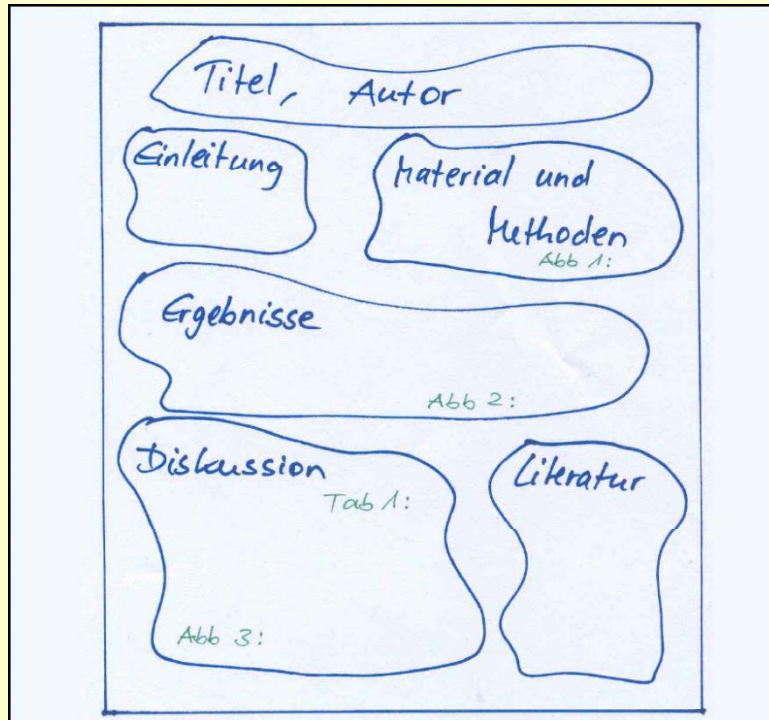 Titel, Autor
Einleitung
Material und
Methoden
Abb 1:
Ergebnisse
Abb 2:
Diskussion
Tab 1:
Abb 3:
Literatur